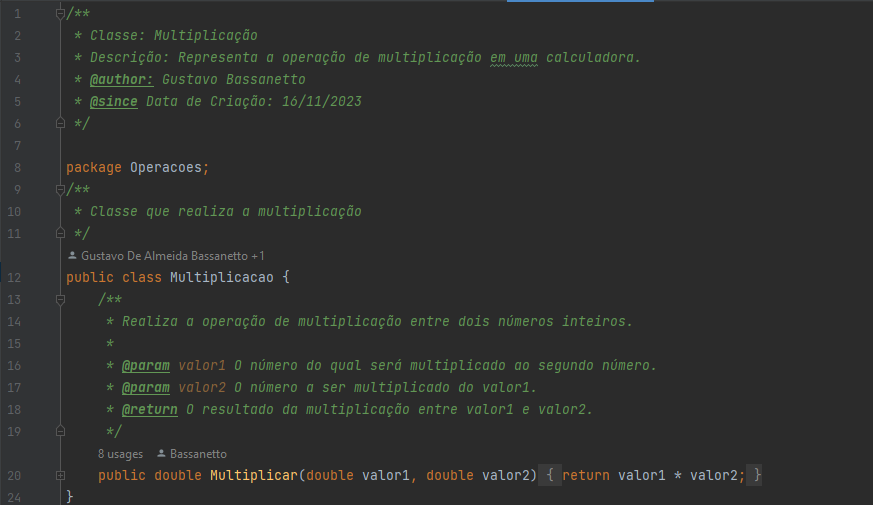 1 /**
2 * Classe: Multiplicação
3 * Descrição: Representa a operação de multiplicação em uma calculadora.
4 * @author: Gustavo Bassanetto
5 * @since Data de Criação: 16/11/2023
6 */
7
8 package Operacoes;
9 /**
10 * Classe que realiza a multiplicação
11 */
Gustavo De Almeida Bassanetto +1
12 public class Multiplicacao {
13 /**
14 * Realiza a operação de multiplicação entre dois números inteiros.
15 *
16 * @param valor1 O número do qual será multiplicado ao segundo número.
17 * @param valor2 O número a ser multiplicado do valor1.
18 * @return O resultado da multiplicação entre valor1 e valor2.
19 */
8 usages Bassanetto
20 public double Multiplicar(double valor1, double valor2) { return valor1 * valor2; }
24 }